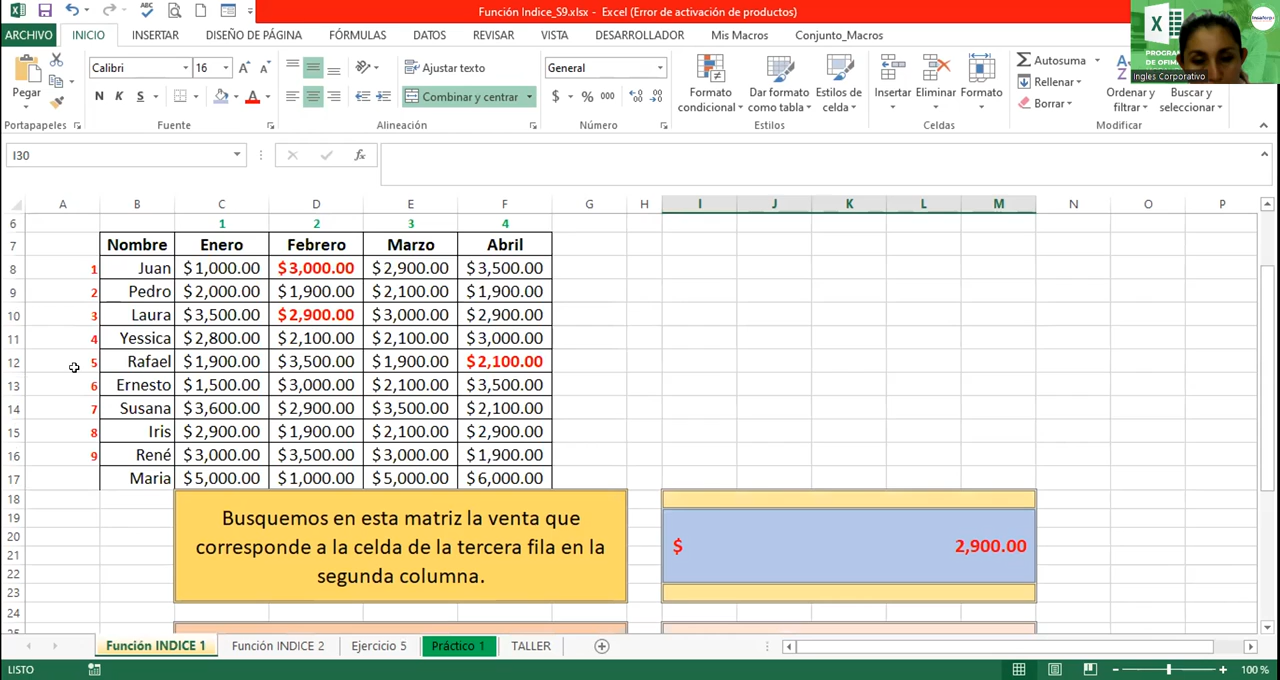 Función Indice_S9.xlsx - Excel (Error de activación de productos)
ARCHIVO INICIO INSERTAR DISEÑO DE PÁGINA FÓRMULAS DATOS REVISAR VISTA DESARROLLADOR Mis Macros Conjunto_Macros
Pegar
Calibri 16
N K S
Ajustar texto
Combinar y centrar
General
$ % 000
Formato condicional
Dar formato como tabla
Estilos de celda
Insertar Eliminar Formato
Autosuma
Rellenar
Borrar
Ordenar y filtrar
Buscar y seleccionar
Portapapeles Fuente Alineación Número Estilos Celdas Modificar
Ingles Corporativo
I30 fx
A B C D E F G H I J K L M N O P
6 1 2 3 4
7 Nombre Enero Febrero Marzo Abril
8 1 Juan $ 1,000.00 $ 3,000.00 $ 2,900.00 $ 3,500.00
9 2 Pedro $ 2,000.00 $ 1,900.00 $ 2,100.00 $ 1,900.00
10 3 Laura $ 3,500.00 $ 2,900.00 $ 3,000.00 $ 2,900.00
11 4 Yessica $ 2,800.00 $ 2,100.00 $ 2,100.00 $ 3,000.00
12 5 Rafael $ 1,900.00 $ 3,500.00 $ 1,900.00 $ 2,100.00
13 6 Ernesto $ 1,500.00 $ 3,000.00 $ 2,100.00 $ 3,500.00
14 7 Susana $ 3,600.00 $ 2,900.00 $ 3,500.00 $ 2,100.00
15 8 Iris $ 2,900.00 $ 1,900.00 $ 2,100.00 $ 2,900.00
16 9 René $ 3,000.00 $ 3,500.00 $ 3,000.00 $ 1,900.00
17 Maria $ 5,000.00 $ 1,000.00 $ 5,000.00 $ 6,000.00
18
19
20
21
22
23
24
Busquemos en esta matriz la venta que
corresponde a la celda de la tercera fila en la
segunda columna.
$ 2,900.00
Función INDICE 1 Función INDICE 2 Ejercicio 5 Práctico 1 TALLER
LISTO 100 %